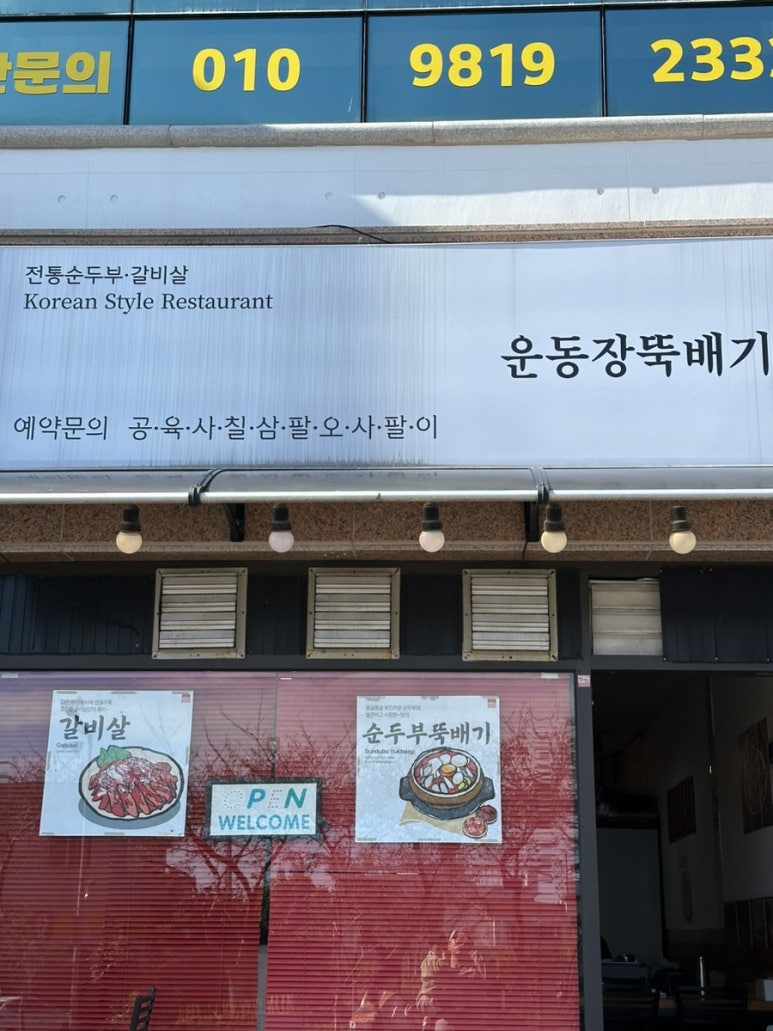 문의 010 9819 233
전통순두부·갈비살
Korean Style Restaurant
운동장뚝배기
예약문의 공·육·사·칠·삼·팔·오·사·팔·이
갈비살
Galbisal
순두부뚝배기
Sundubu
OPEN
WELCOME